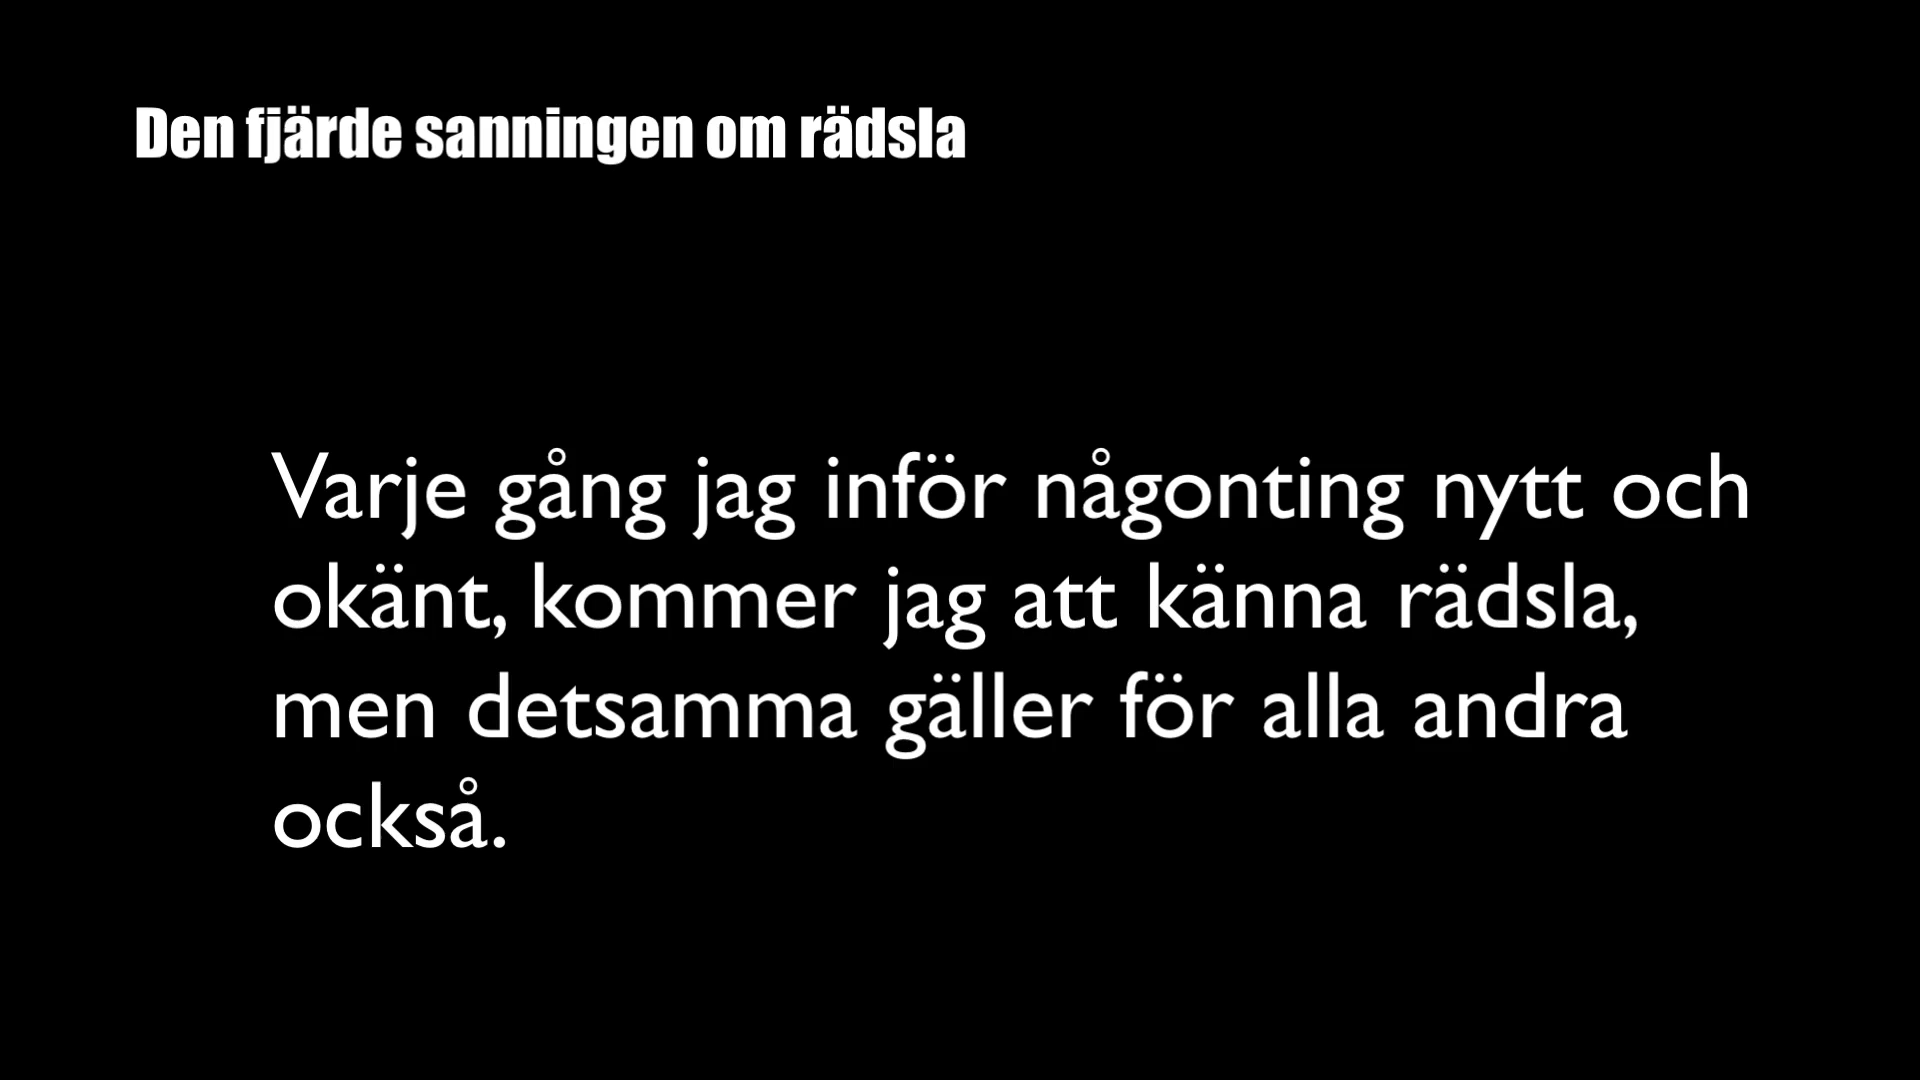 Den fjärde sanningen om rädsla
Varje gång jag inför någonting nytt och
okänt, kommer jag att känna rädsla,
men detsamma gäller för alla andra
också.